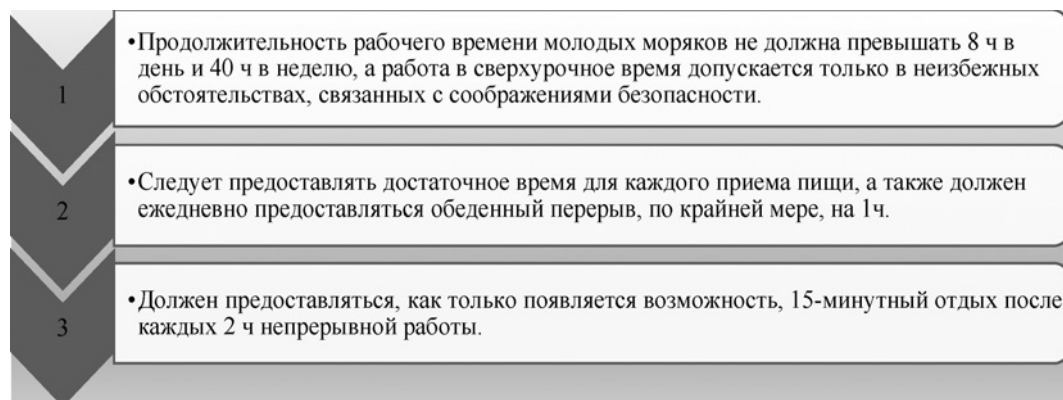 1
•Продолжительность рабочего времени молодых моряков не должна превышать 8 ч в
день и 40 ч в неделю, а работа в сверхурочное время допускается только в неизбежных
обстоятельствах, связанных с соображениями безопасности.
2
•Следует предоставлять достаточное время для каждого приема пищи, а также должен
ежедневно предоставляться обеденный перерыв, по крайней мере, на 1ч.
3
•Должен предоставляться, как только появляется возможность, 15-минутный отдых после
каждых 2 ч непрерывной работы.